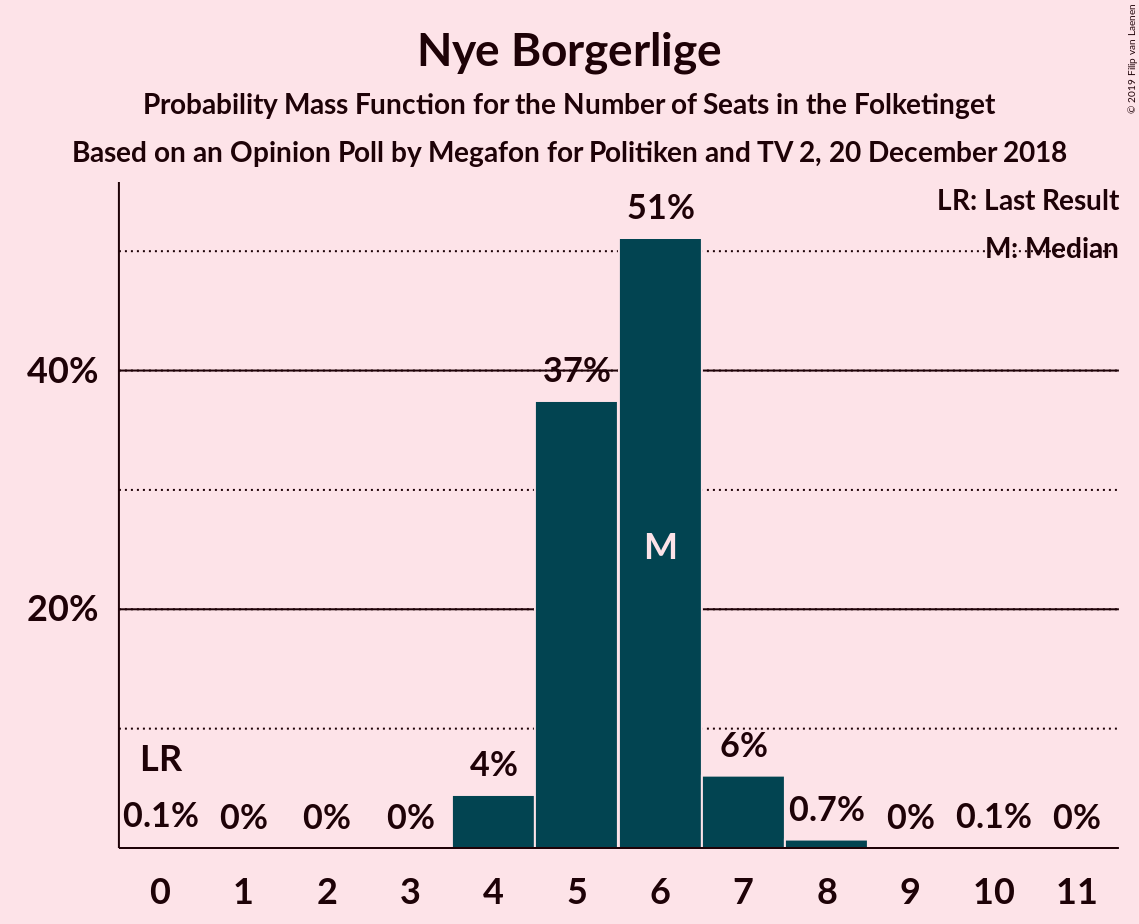 Nye Borgerlige
Probability Mass Function for the Number of Seats in the Folketinget
Based on an Opinion Poll by Megafon for Politiken and TV 2, 20 December 2018
© 2019 Filip van Laenen
LR: Last Result
M: Median
51%
40%
37%
M
20%
LR
0.1%
0%
0%
0%
4%
6%
0.7%
0%
0.1%
0%
0 1 2 3 4 5 6 7 8 9 10 11